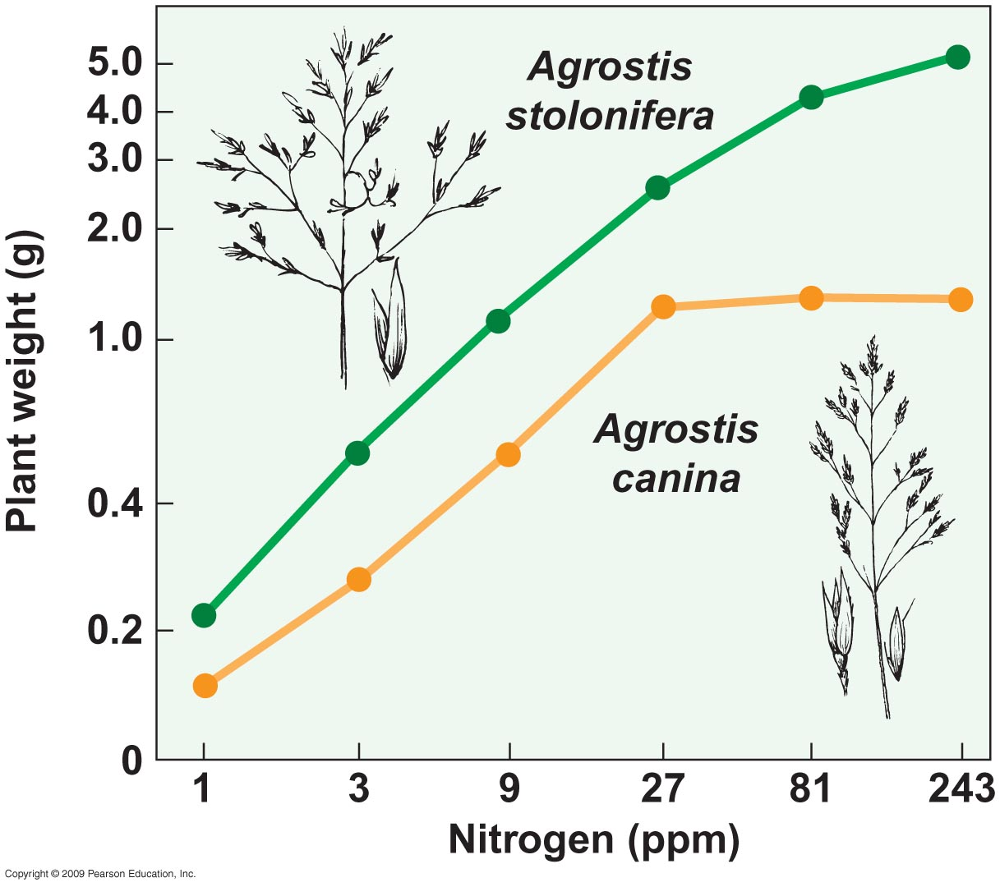 Agrostis
stolonifera
5.0
4.0
3.0
2.0
1.0
0.4
0.2
0
Plant weight (g)
Agrostis
canina
1 3 9 27 81 243
Nitrogen (ppm)
Copyright © 2009 Pearson Education, Inc.